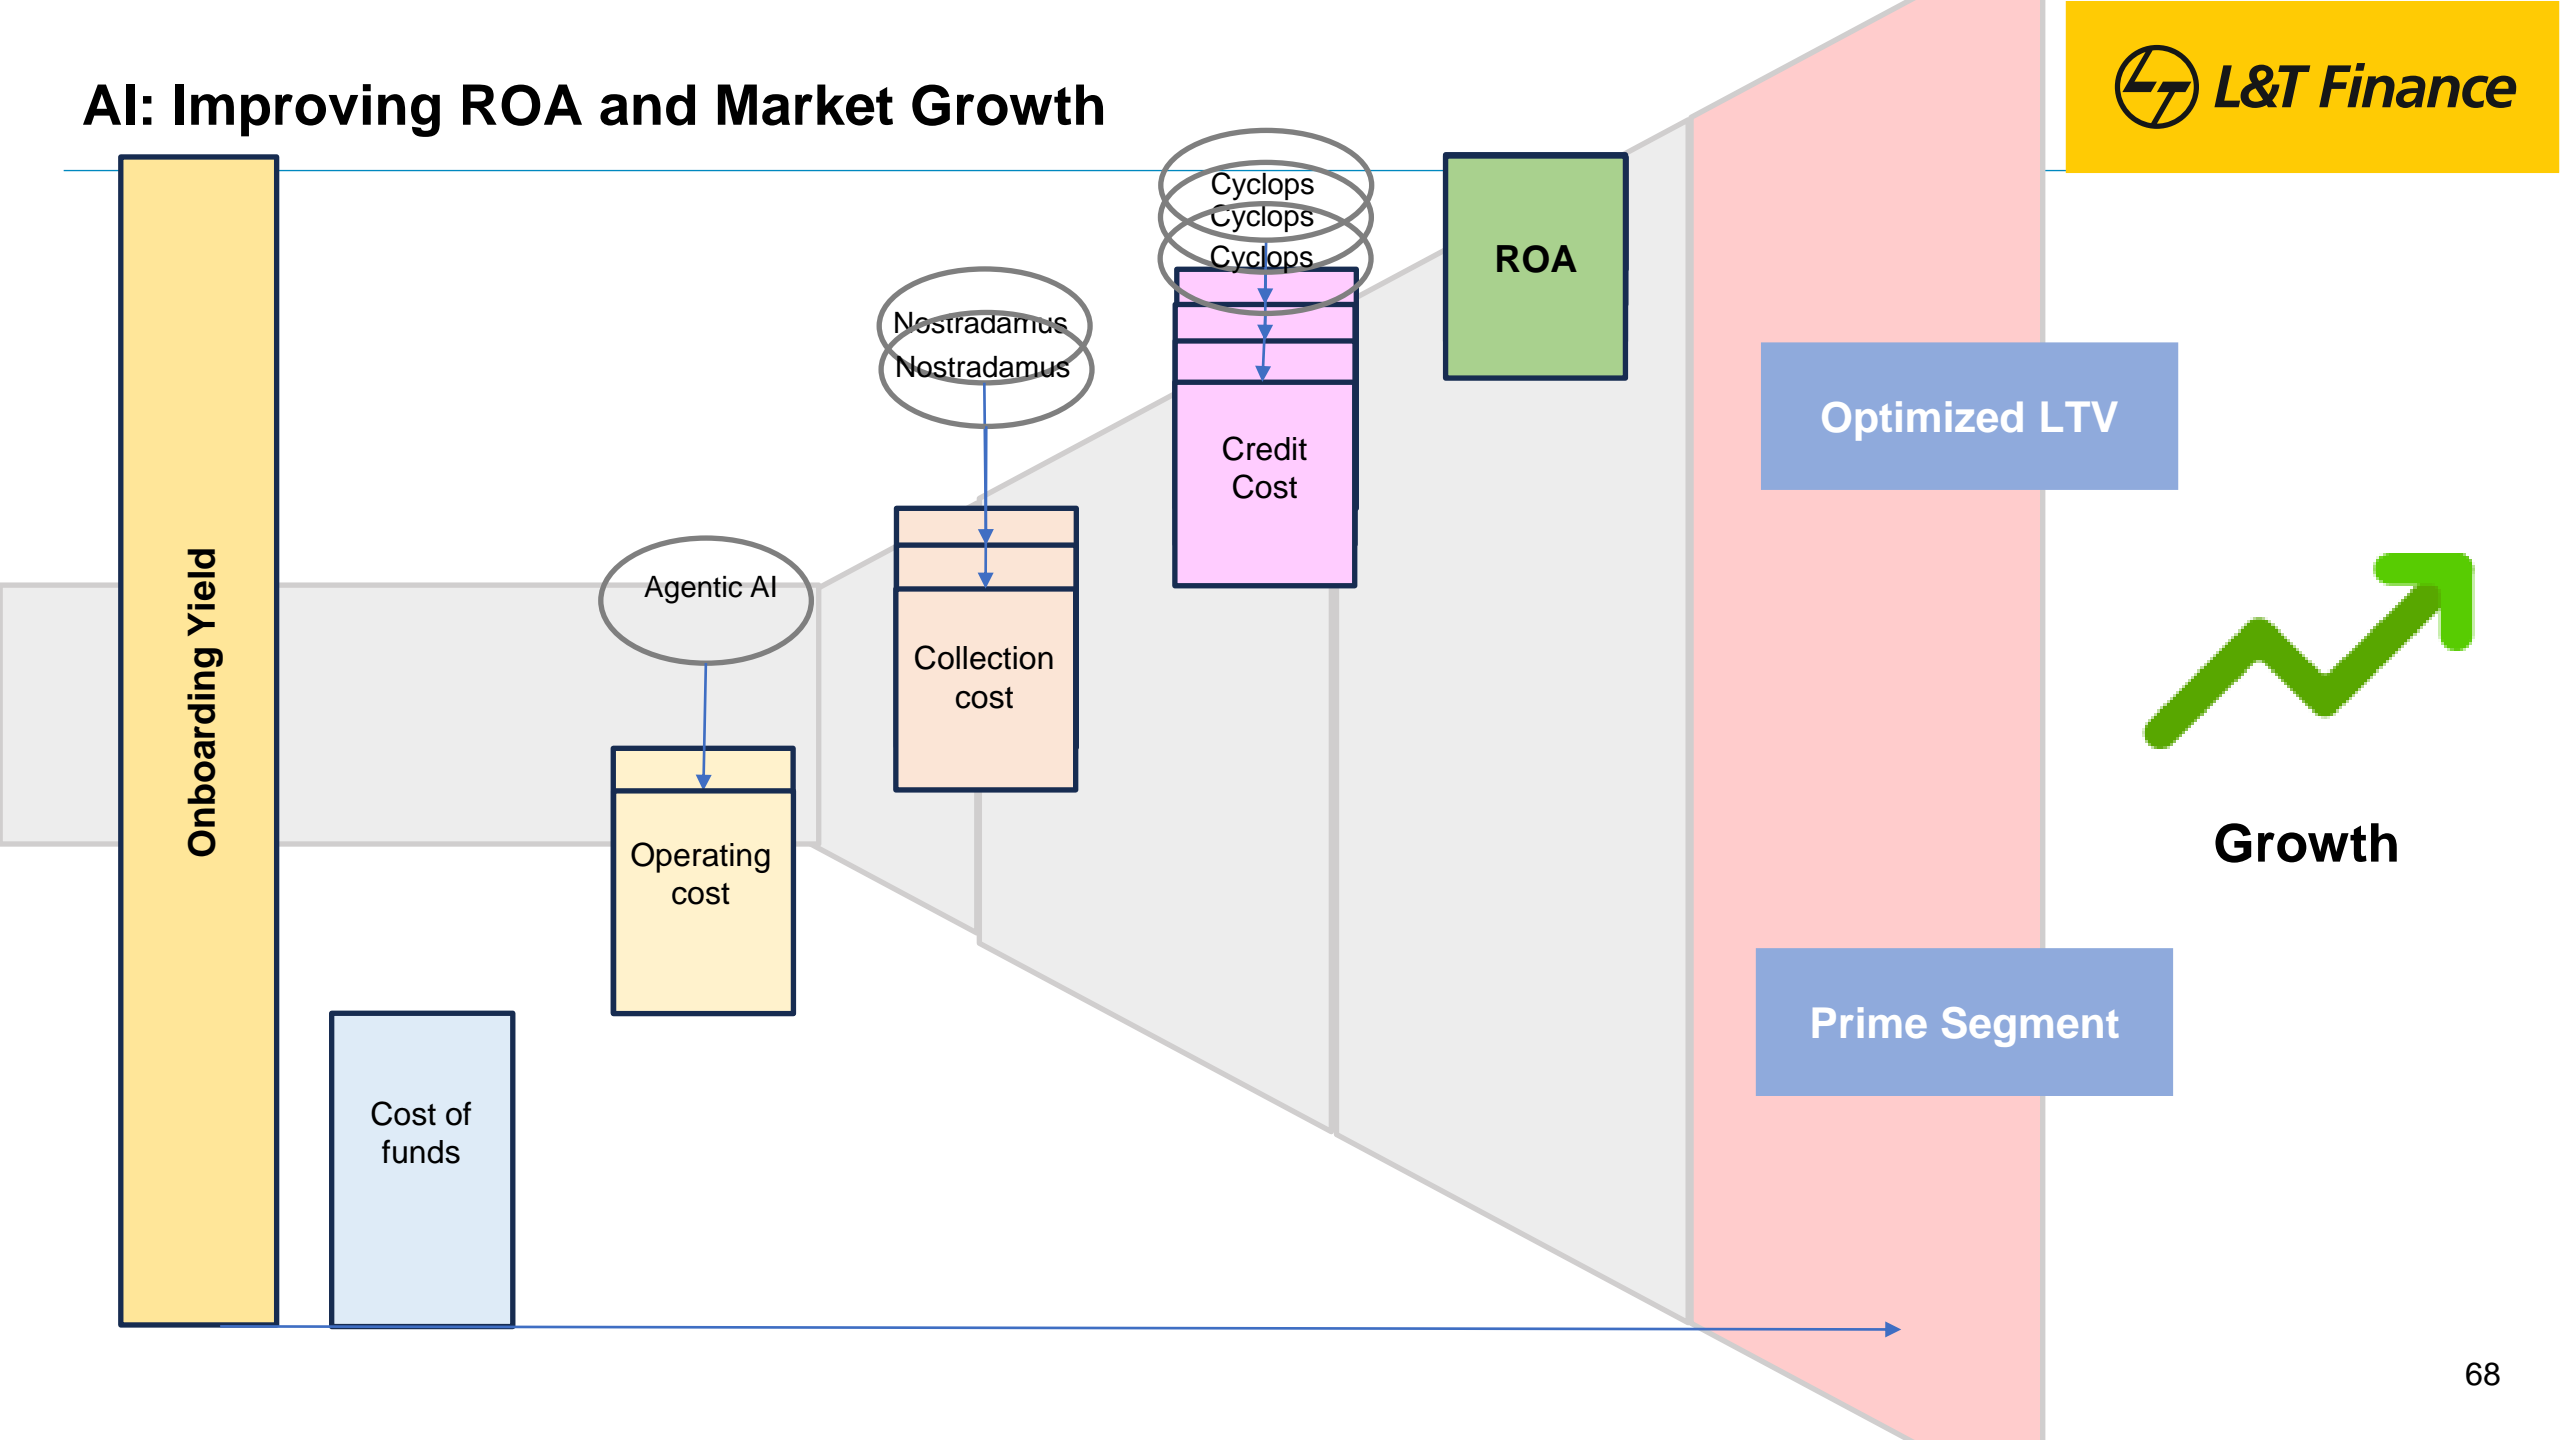 AI: Improving ROA and Market Growth
L&T Finance
Onboarding Yield
Cost of
funds
Agentic AI
Operating
cost
Nostradamus
Nostradamus
Collection
cost
Cyclops
Cyclops
Cyclops
Credit
Cost
ROA
Optimized LTV
Growth
Prime Segment
68